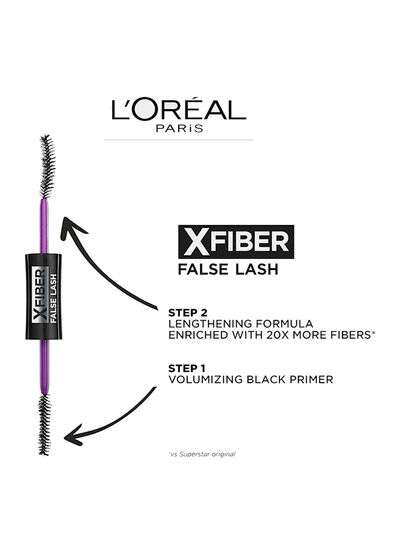 L'ORÉAL
PARiS
XFIBER
FALSE LASH
XFIBER
FALSE LASH
STEP 2
LENGTHENING FORMULA
ENRICHED WITH 20X MORE FIBERS*
STEP 1
VOLUMIZING BLACK PRIMER
*vs Superstar original